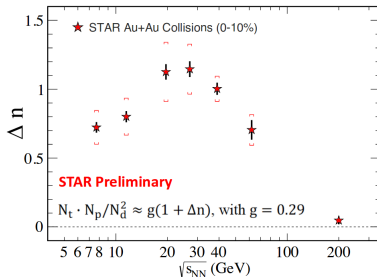 1.5
★ STAR Au+Au Collisions (0-10%)
1
Δ n
0.5
STAR Preliminary
N_t · N_p/N_d^2 ≈ g(1 + Δn), with g = 0.29
0
5 6 7 8 10 20 30 40 100 200
√s_NN (GeV)